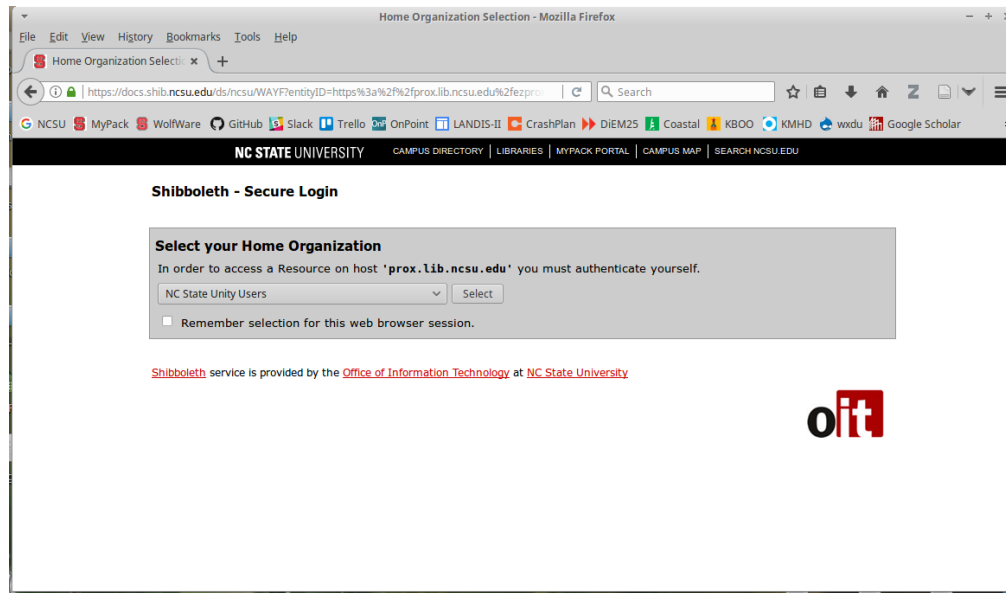 Home Organization Selection - Mozilla Firefox
File Edit View History Bookmarks Tools Help
Home Organization Selectic
https://docs.shib.ncsu.edu/ds/ncsu/WAYF?entityID=https%3a%2f%2fprox.lib.ncsu.edu%2fezpro Search
NCSU MyPack WolfWare GitHub Slack Trello OnPoint LANDIS-II CrashPlan DiEM25 Coastal KBOO KMHD wxdu Google Scholar
NC STATE UNIVERSITY CAMPUS DIRECTORY | LIBRARIES | MYPACK PORTAL | CAMPUS MAP | SEARCH NCSU.EDU
Shibboleth - Secure Login
Select your Home Organization
In order to access a Resource on host 'prox.lib.ncsu.edu' you must authenticate yourself.
NC State Unity Users Select
Remember selection for this web browser session.
Shibboleth service is provided by the Office of Information Technology at NC State University
oit